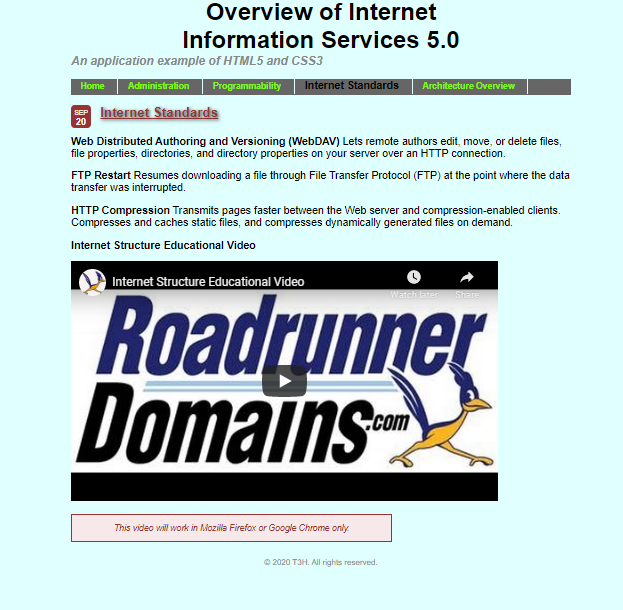 Overview of Internet
Information Services 5.0
An application example of HTML5 and CSS3
Home Administration Programmability Internet Standards Architecture Overview
SEP
20
Internet Standards
Web Distributed Authoring and Versioning (WebDAV) Lets remote authors edit, move, or delete files,
file properties, directories, and directory properties on your server over an HTTP connection.
FTP Restart Resumes downloading a file through File Transfer Protocol (FTP) at the point where the data
transfer was interrupted.
HTTP Compression Transmits pages faster between the Web server and compression-enabled clients.
Compresses and caches static files, and compresses dynamically generated files on demand.
Internet Structure Educational Video
Internet Structure Educational Video
Watch later Share
Roadrunner
Domains.com
This video will work in Mozilla Firefox or Google Chrome only.
© 2020 T3H. All rights reserved.